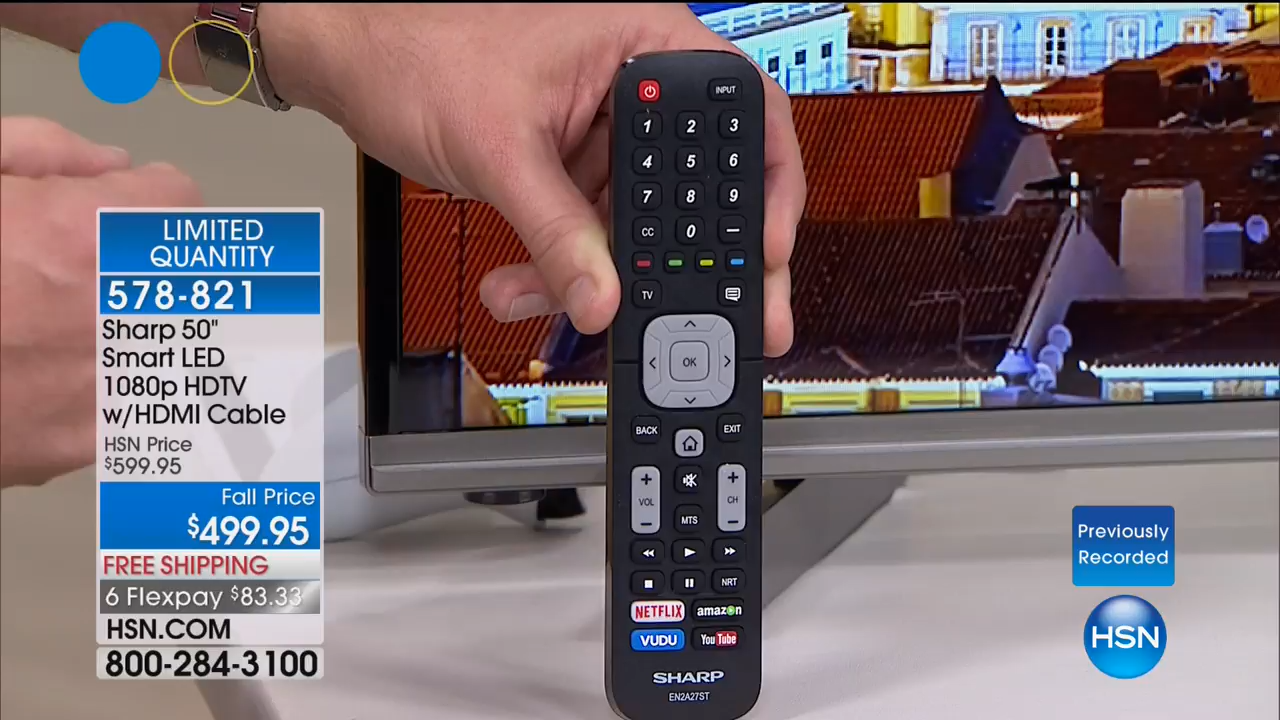 LIMITED
QUANTITY
578-821
Sharp 50"
Smart LED
1080p HDTV
w/HDMI Cable
HSN Price
$599.95
Fall Price
$499.95
FREE SHIPPING
6 Flexpay $83.33
HSN.COM
800-284-3100
INPUT
1 2 3
4 5 6
7 8 9
CC 0 —
TV
OK
BACK EXIT
+ +
VOL CH
MTS
− −
NRT
NETFLIX amazon
VUDU YouTube
SHARP
EN2A27ST
Previously
Recorded
HSN